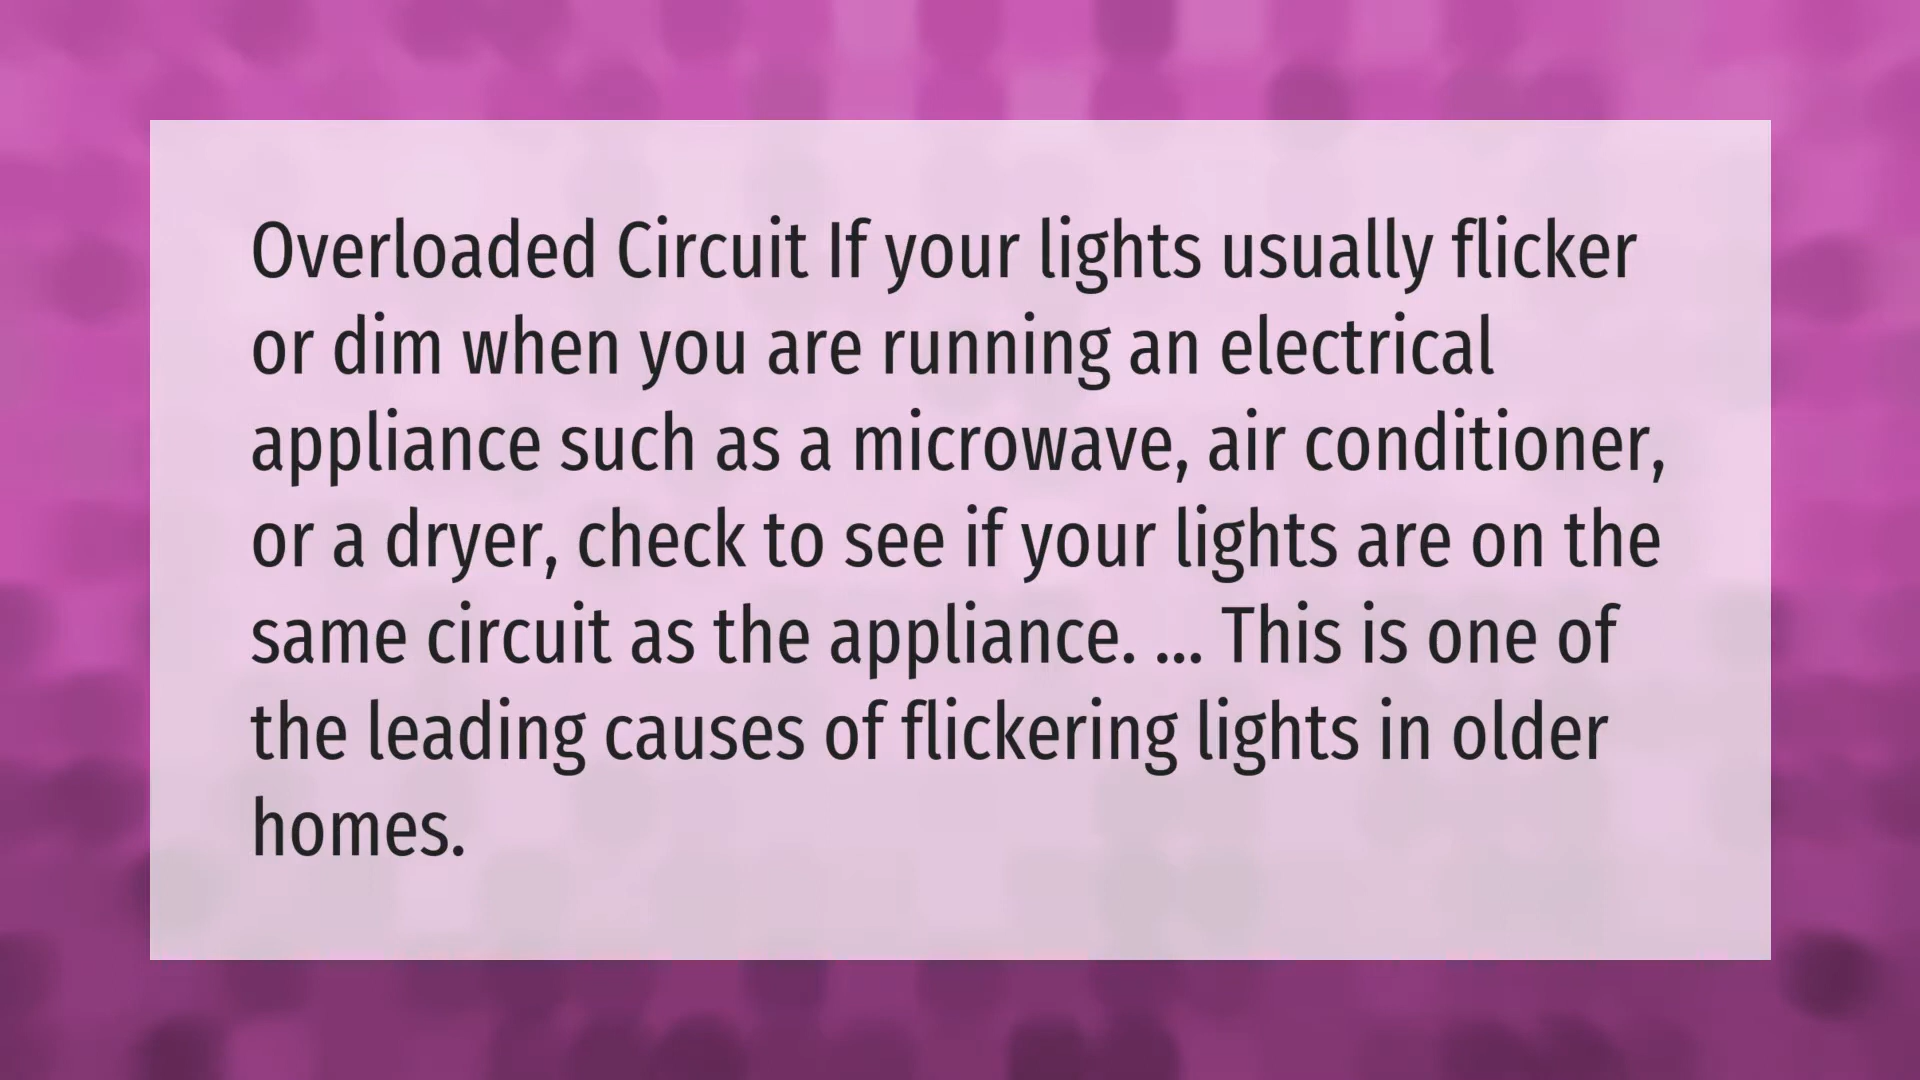 Overloaded Circuit If your lights usually flicker
or dim when you are running an electrical
appliance such as a microwave, air conditioner,
or a dryer, check to see if your lights are on the
same circuit as the appliance. ... This is one of
the leading causes of flickering lights in older
homes.